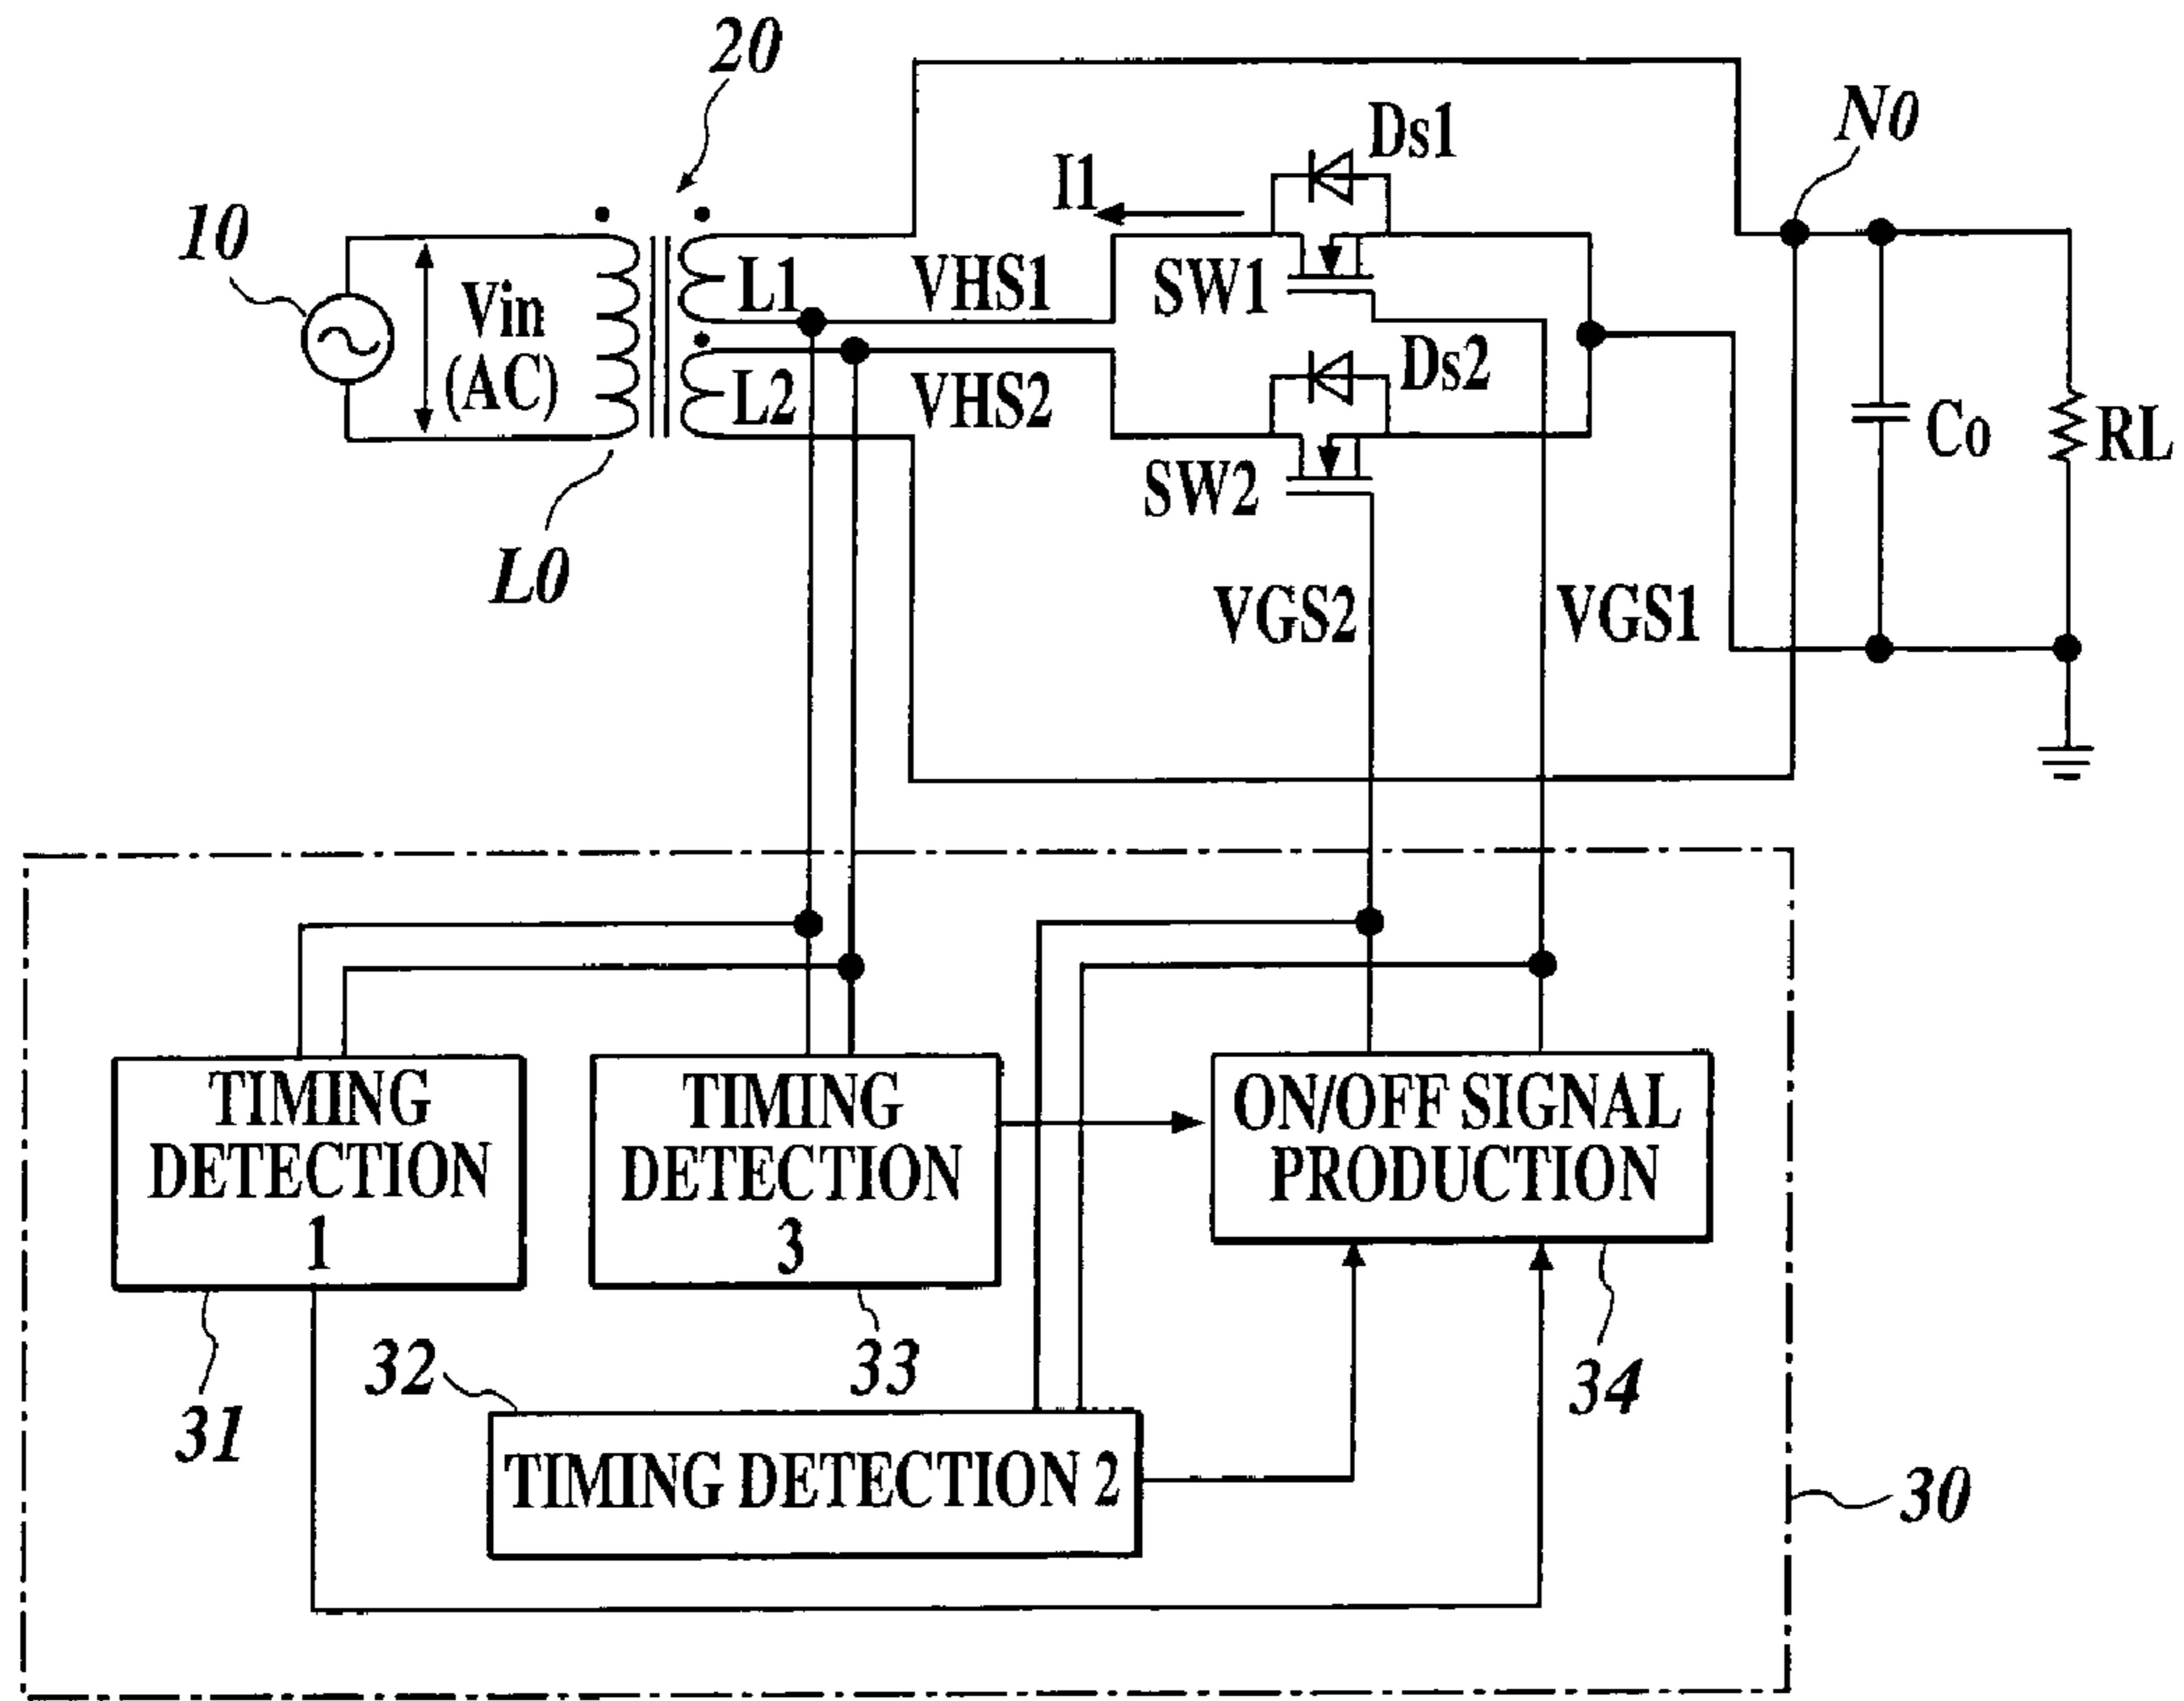 20
N0
Ds1
I1
10
Vin
(AC)
L1
VHS1
SW1
Ds2
L2
VHS2
Co
RL
SW2
L0
VGS2
VGS1
TIMING
DETECTION
1
TIMING
DETECTION
3
ON/OFF SIGNAL
PRODUCTION
32
33
34
31
TIMING DETECTION 2
30